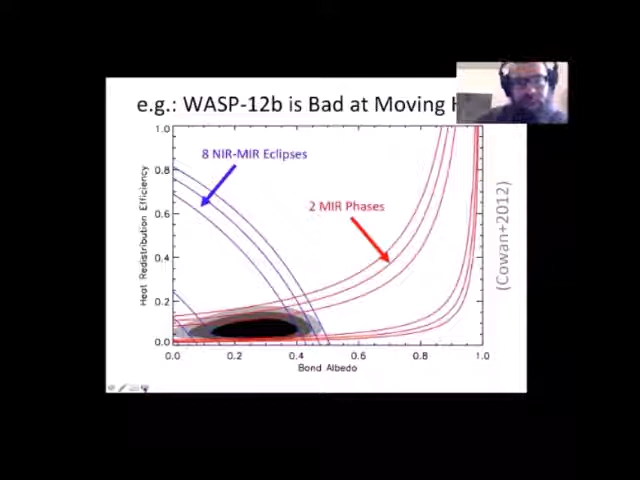 e.g.: WASP-12b is Bad at Moving
8 NIR-MIR Eclipses
2 MIR Phases
Heat Redistribution Efficiency
1.0
0.8
0.6
0.4
0.2
0.0
0.0 0.2 0.4 0.6 0.8 1.0
Bond Albedo
(Cowan+2012)